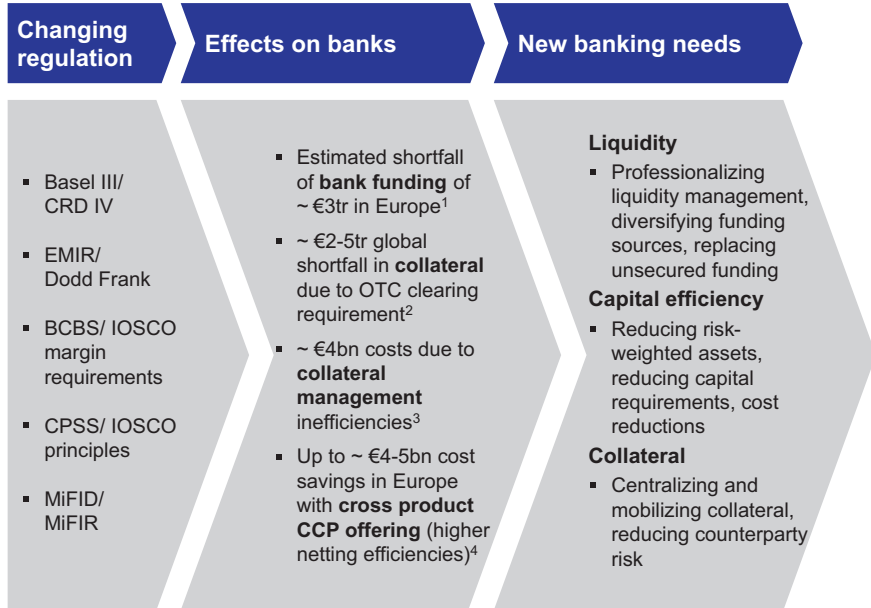 Changing
regulation
Effects on banks
New banking needs
▪ Basel III/
CRD IV
▪ EMIR/
Dodd Frank
▪ BCBS/ IOSCO
margin
requirements
▪ CPSS/ IOSCO
principles
▪ MiFID/
MiFIR
▪ Estimated shortfall
of bank funding of
~ €3tr in Europe¹
▪ ~ €2-5tr global
shortfall in collateral
due to OTC clearing
requirement²
▪ ~ €4bn costs due to
collateral
management
inefficiencies³
▪ Up to ~ €4-5bn cost
savings in Europe
with cross product
CCP offering (higher
netting efficiencies)⁴
Liquidity
▪ Professionalizing
liquidity management,
diversifying funding
sources, replacing
unsecured funding
Capital efficiency
▪ Reducing risk-
weighted assets,
reducing capital
requirements, cost
reductions
Collateral
▪ Centralizing and
mobilizing collateral,
reducing counterparty
risk